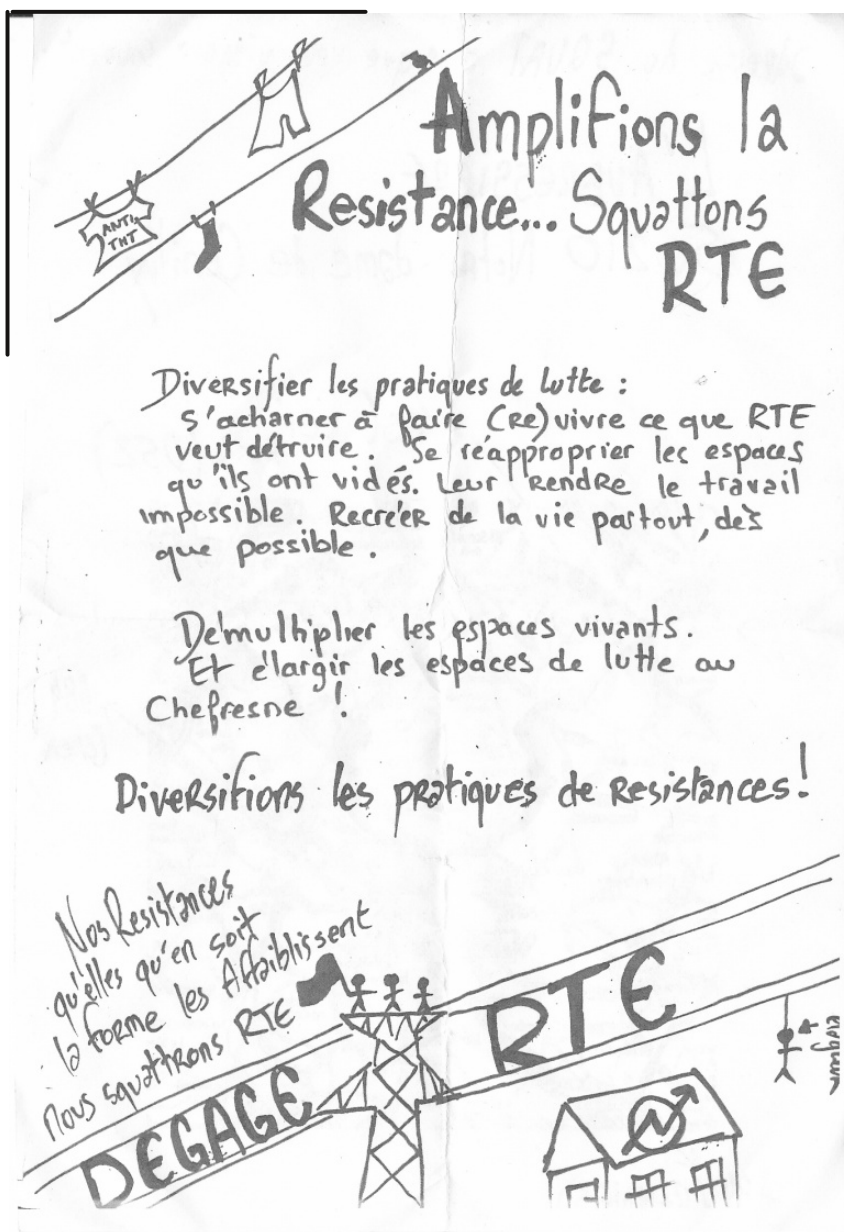 Amplifions la
Resistance... Squattons
RTE
ANTI
THT
Diversifier les pratiques de lutte :
s'acharner à faire (Re)vivre ce que RTE
veut détruire. Se réapproprier les espaces
qu'ils ont vidés. Leur rendre le travail
impossible. Recréer de la vie partout, dès
que possible.
Démultiplier les espaces vivants.
Et élargir les espaces de lutte au
Chefresne !
Diversifions les pratiques de Resistances!
Nos Resistances
qu'elles qu'en soit
la forme les Affaiblissent
nous squattrons RTE
DEGAGE
RTE